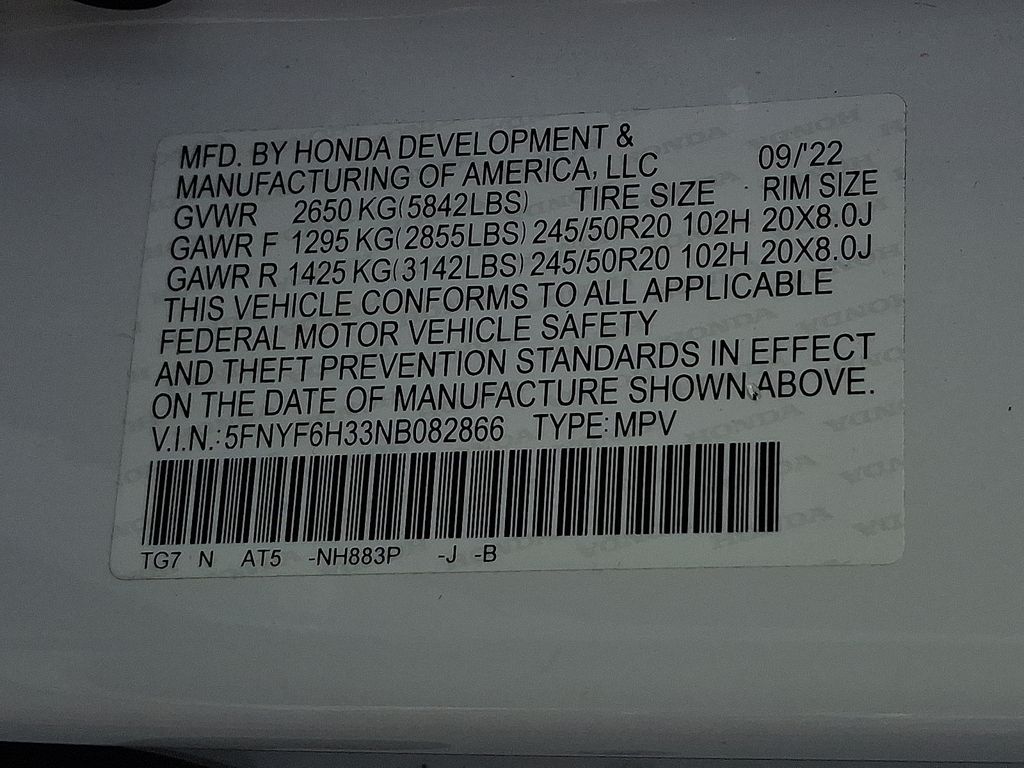 MFD. BY HONDA DEVELOPMENT &
MANUFACTURING OF AMERICA, LLC 09/'22
GVWR 2650 KG(5842LBS) TIRE SIZE RIM SIZE
GAWR F 1295 KG(2855LBS) 245/50R20 102H 20X8.0J
GAWR R 1425 KG(3142LBS) 245/50R20 102H 20X8.0J
THIS VEHICLE CONFORMS TO ALL APPLICABLE
FEDERAL MOTOR VEHICLE SAFETY
AND THEFT PREVENTION STANDARDS IN EFFECT
ON THE DATE OF MANUFACTURE SHOWN ABOVE.
V.I.N.: 5FNYF6H33NB082866 TYPE: MPV
TG7 N AT5 -NH883P -J -B